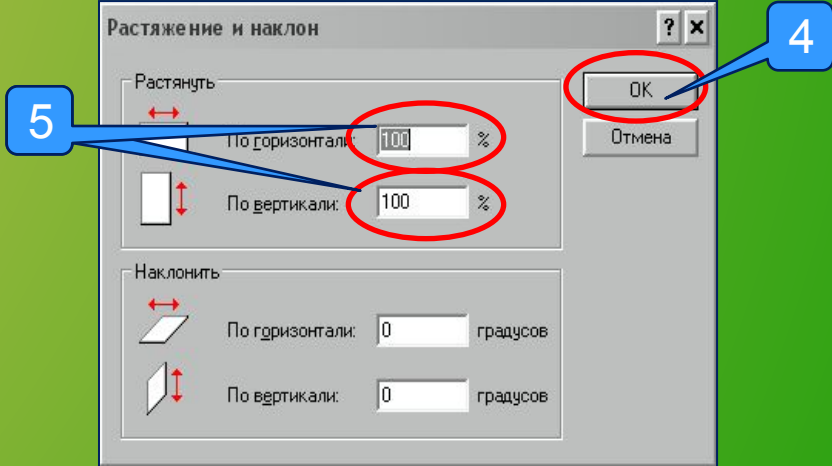 Растяжение и наклон
4
Растянуть
OK
5
По горизонтали: 100 %
Отмена
По вертикали: 100 %
Наклонить
По горизонтали: 0 градусов
По вертикали: 0 градусов